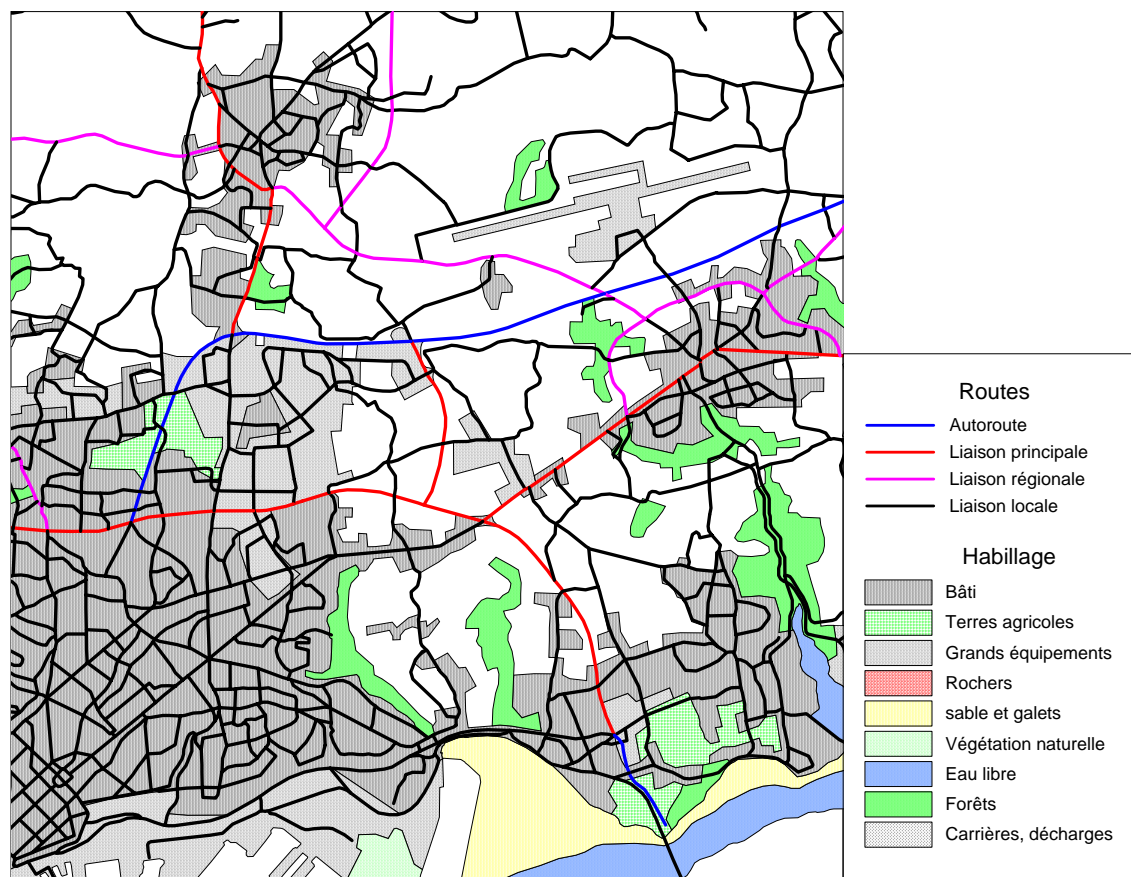 Routes
Autoroute
Liaison principale
Liaison régionale
Liaison locale
Habillage
Bâti
Terres agricoles
Grands équipements
Rochers
sable et galets
Végétation naturelle
Eau libre
Forêts
Carrières, décharges